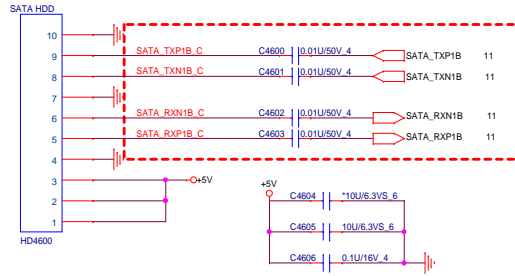 SATA HDD
10
9 SATA_TXP1B_C C4600 0.01U/50V_4 SATA_TXP1B 11
8 SATA_TXN1B_C C4601 0.01U/50V_4 SATA_TXN1B 11
7
6 SATA_RXN1B_C C4602 0.01U/50V_4 SATA_RXN1B 11
5 SATA_RXP1B_C C4603 0.01U/50V_4 SATA_RXP1B 11
4
3 +5V
2
1
HD4600
+5V
C4604 *10U/6.3VS_6
C4605 10U/6.3VS_6
C4606 0.1U/16V_4